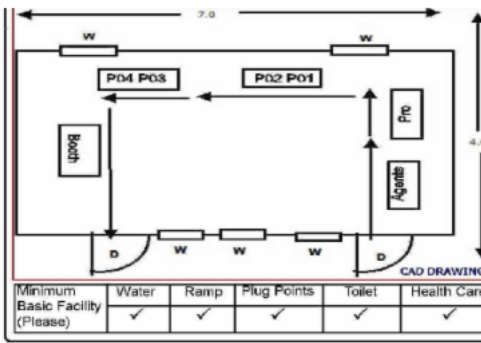 7.0
W W
P04 P03 P02 P01
Pro
4.
Booth
Agents
D W W W D
CAD DRAWING
Minimum Basic Facility (Please) Water Ramp Plug Points Toilet Health Care
✓ ✓ ✓ ✓ ✓